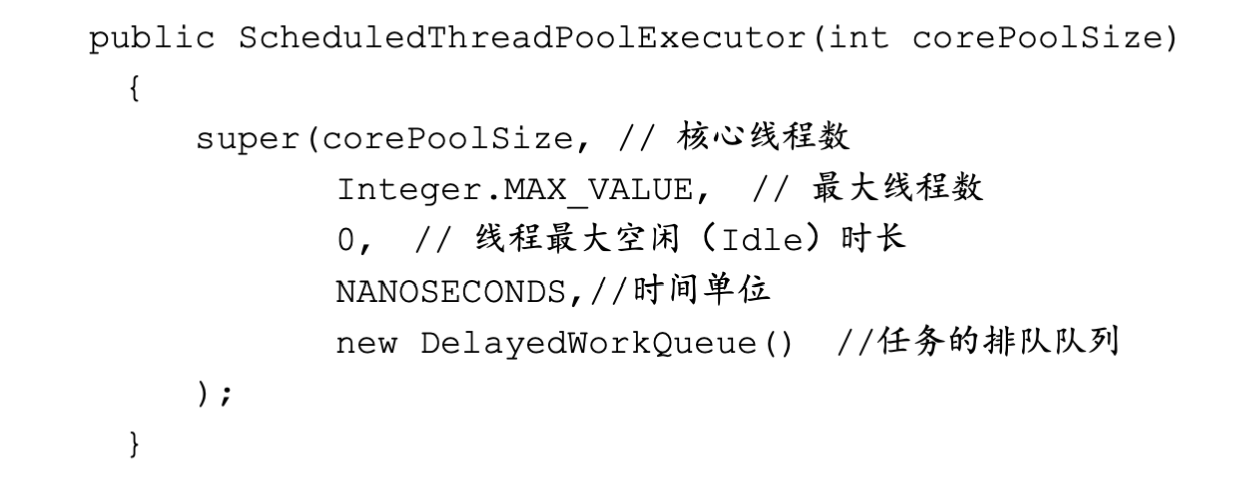 public ScheduledThreadPoolExecutor(int corePoolSize)
{
super(corePoolSize, // 核心线程数
Integer.MAX_VALUE, // 最大线程数
0, // 线程最大空闲（Idle）时长
NANOSECONDS,//时间单位
new DelayedWorkQueue() //任务的排队队列
);
}